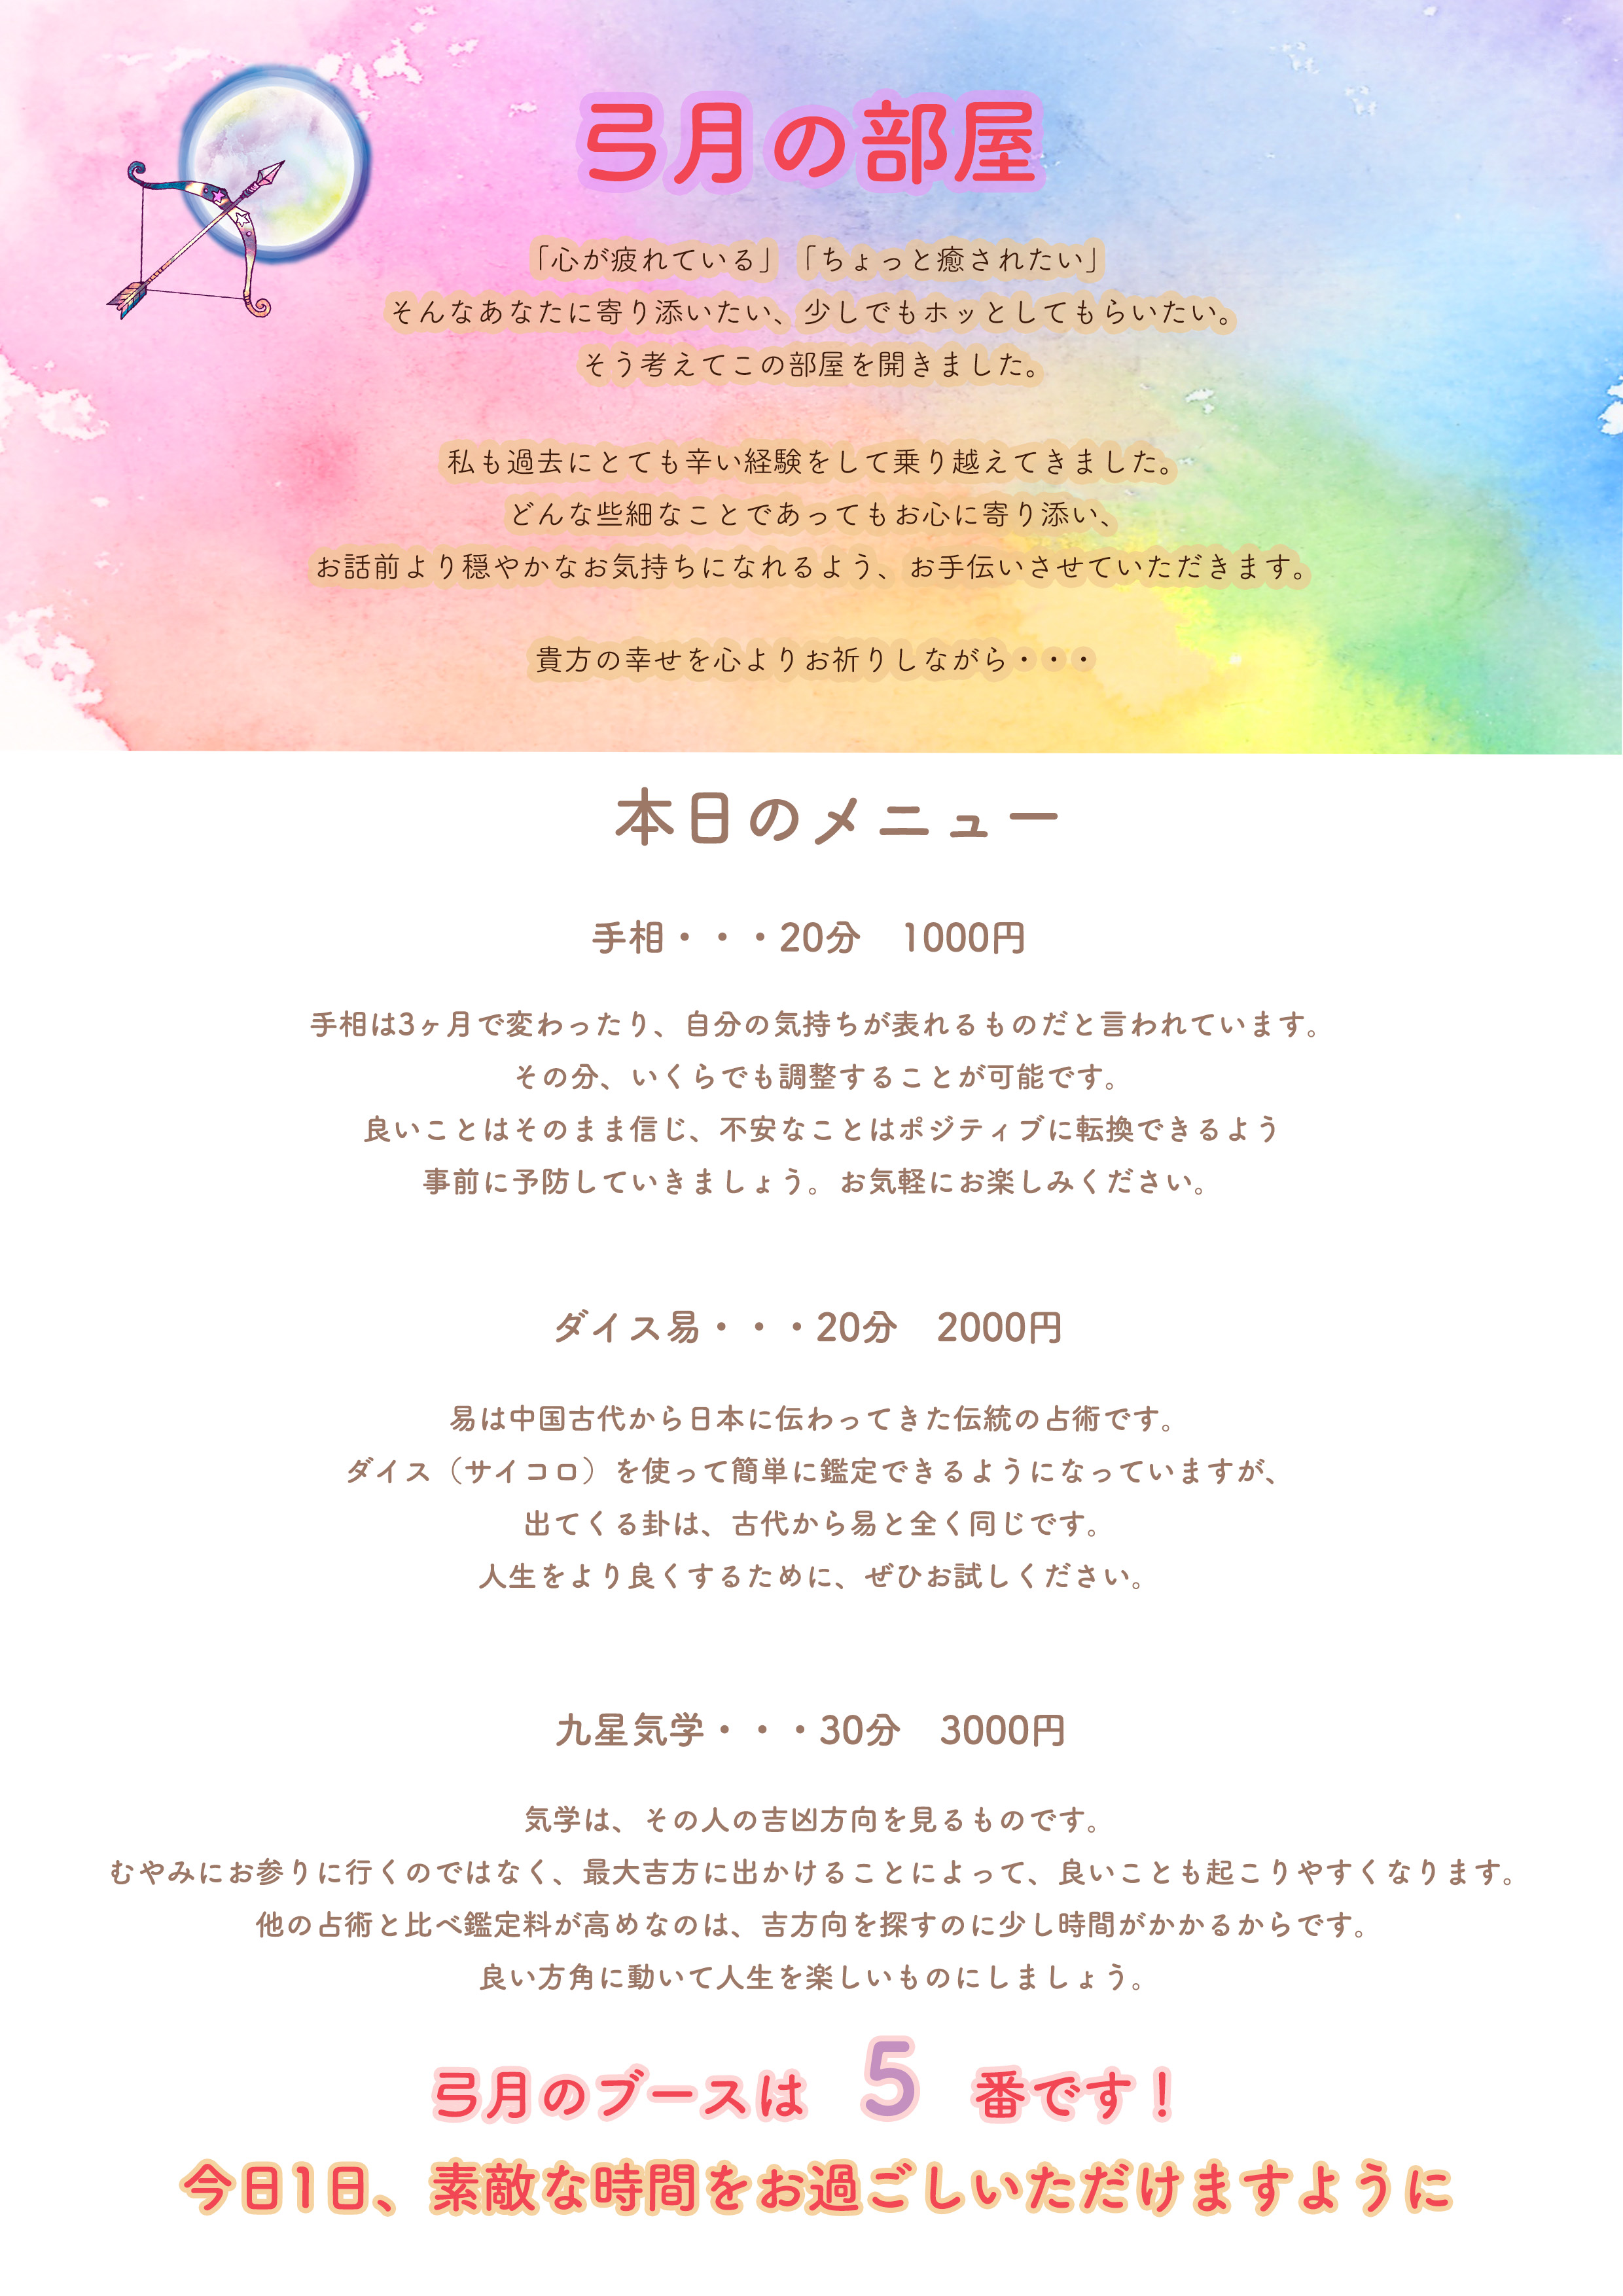 弓月の部屋
「心が疲れている」「ちょっと癒されたい」
そんなあなたに寄り添いたい、少しでもホッとしてもらいたい。
そう考えてこの部屋を開きました。
私も過去にとても辛い経験をして乗り越えてきました。
どんな些細なことであってもお心に寄り添い、
お話前より穏やかなお気持ちになれるよう、お手伝いさせていただきます。
貴方の幸せを心よりお祈りしながら・・・
本日のメニュー
手相・・・20分　1000円
手相は3ヶ月で変わったり、自分の気持ちが表れるものだと言われています。
その分、いくらでも調整することが可能です。
良いことはそのまま信じ、不安なことはポジティブに転換できるよう
事前に予防していきましょう。お気軽にお楽しみください。
ダイス易・・・20分　2000円
易は中国古代から日本に伝わってきた伝統の占術です。
ダイス（サイコロ）を使って簡単に鑑定できるようになっていますが、
出てくる卦は、古代から易と全く同じです。
人生をより良くするために、ぜひお試しください。
九星気学・・・30分　3000円
気学は、その人の吉凶方向を見るものです。
むやみにお参りに行くのではなく、最大吉方に出かけることによって、良いことも起こりやすくなります。
他の占術と比べ鑑定料が高めなのは、吉方向を探すのに少し時間がかかるからです。
良い方角に動いて人生を楽しいものにしましょう。
弓月のブースは　5　番です！
今日1日、素敵な時間をお過ごしいただけますように